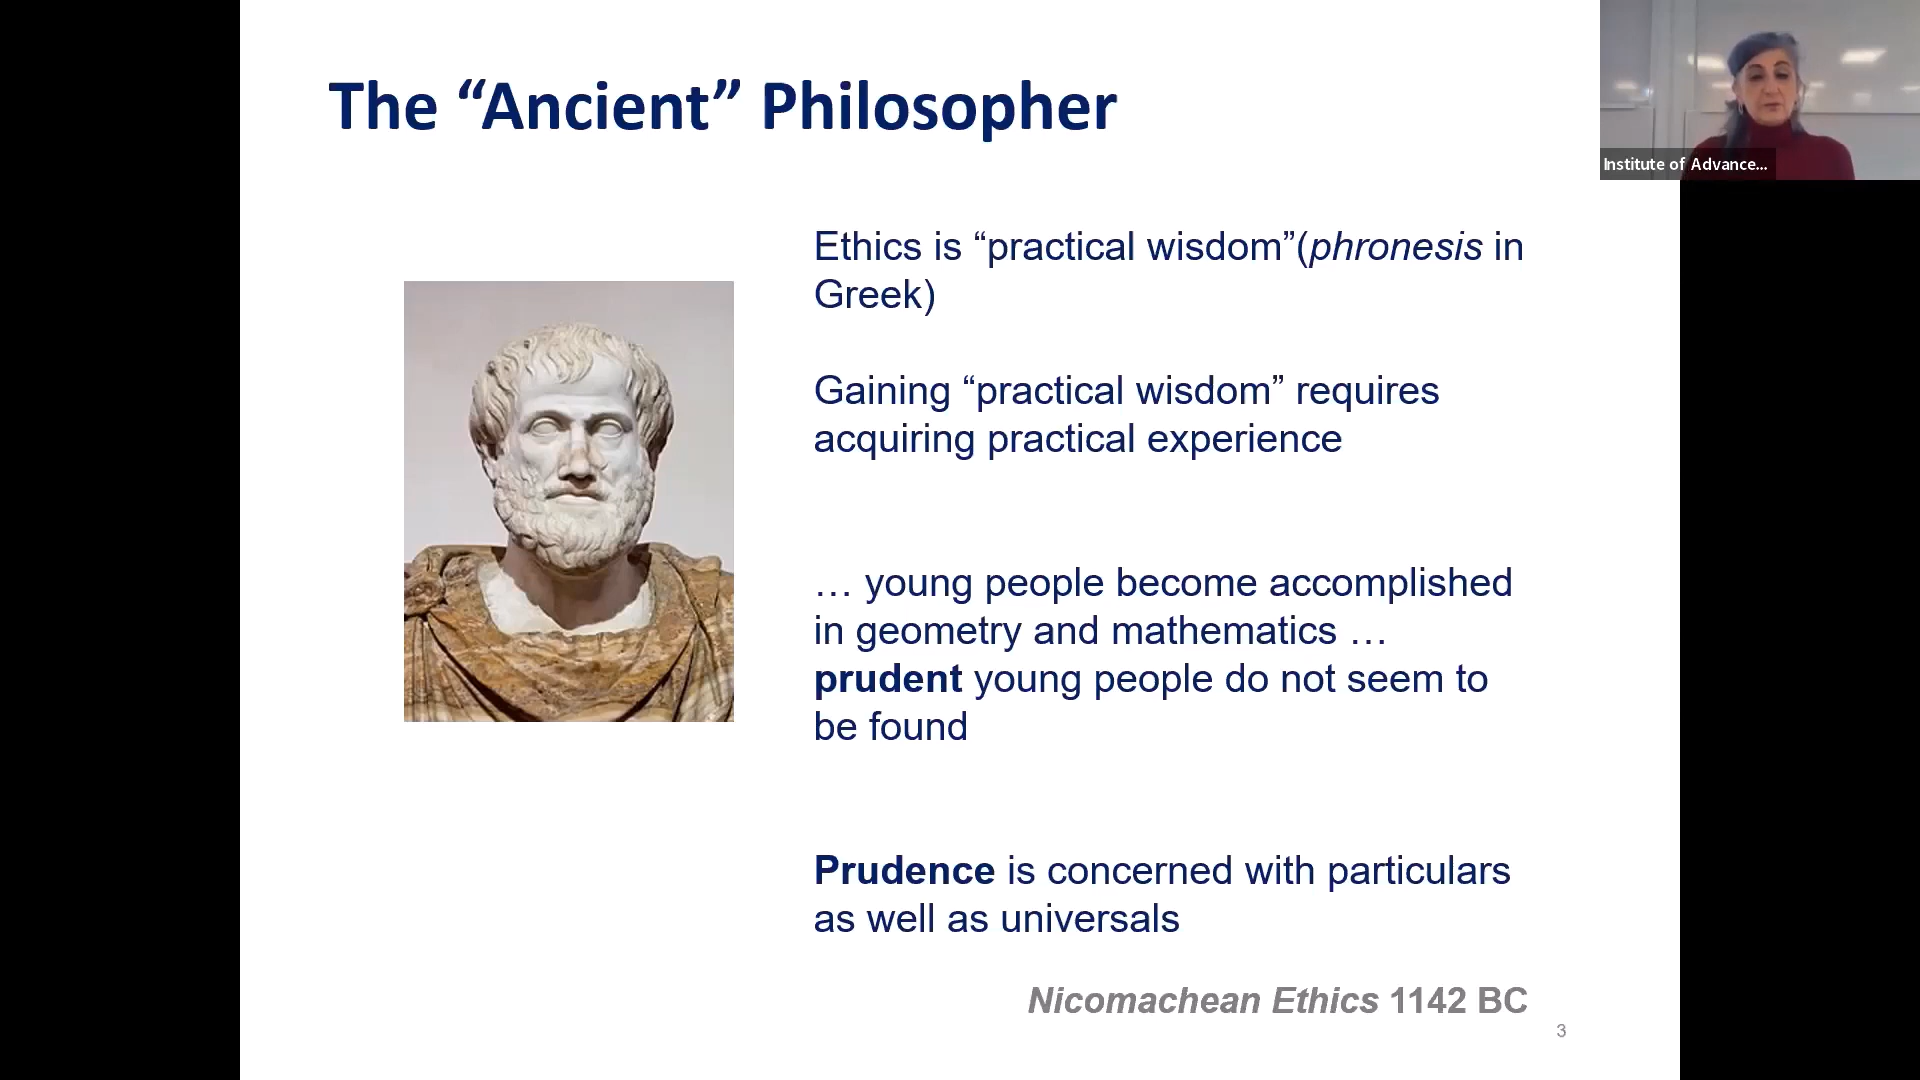 The “Ancient” Philosopher
Institute of Advance...
Ethics is “practical wisdom”(phronesis in
Greek)
Gaining “practical wisdom” requires
acquiring practical experience
… young people become accomplished
in geometry and mathematics …
prudent young people do not seem to
be found
Prudence is concerned with particulars
as well as universals
Nicomachean Ethics 1142 BC
3